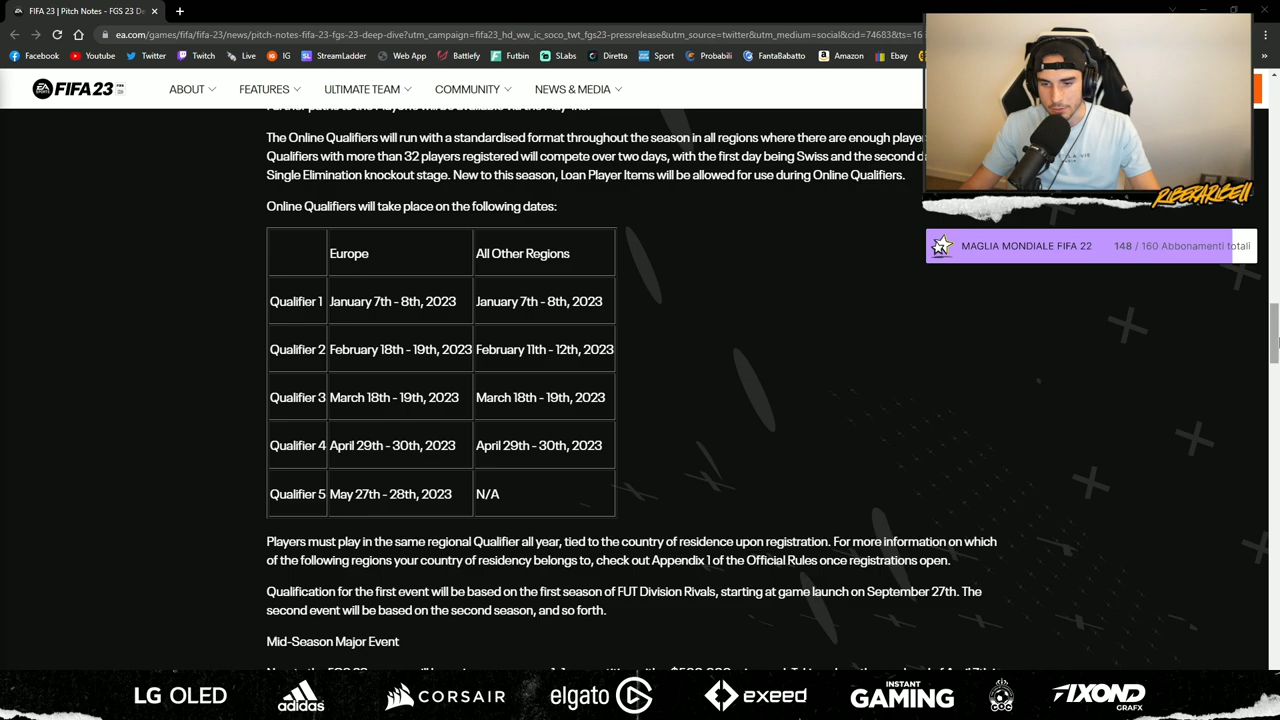 FIFA 23 | Pitch Notes - FGS 23 De
ea.com/games/fifa/fifa-23/news/pitch-notes-fifa-23-fgs-23-deep-dive?utm_campaign=fifa23_hd_ww_ic_soco_twt_fgs23-pressrelease&utm_source=twitter&utm_medium=social&cid=74683&ts=16
Facebook Youtube Twitter Twitch Live IG StreamLadder Battlefy Futbin SLabs Diretta Web App Sport Probabili FantaBabatto Amazon Ebay
EA SPORTS FIFA 23 ABOUT FEATURES ULTIMATE TEAM COMMUNITY NEWS & MEDIA
The Online Qualifiers will run with a standardised format throughout the season in all regions where there are enough player
Qualifiers with more than 32 players registered will compete over two days, with the first day being Swiss and the second d
Single Elimination knockout stage. New to this season, Loan Player Items will be allowed for use during Online Qualifiers.
RIBERARIBELL
Online Qualifiers will take place on the following dates:
MAGLIA MONDIALE FIFA 22 148 / 160 Abbonamenti totali
Europe All Other Regions
Qualifier 1 January 7th - 8th, 2023 January 7th - 8th, 2023
Qualifier 2 February 18th - 19th, 2023 February 11th - 12th, 2023
Qualifier 3 March 18th - 19th, 2023 March 18th - 19th, 2023
Qualifier 4 April 29th - 30th, 2023 April 29th - 30th, 2023
Qualifier 5 May 27th - 28th, 2023 N/A
Players must play in the same regional Qualifier all year, tied to the country of residence upon registration. For more information on which
of the following regions your country of residency belongs to, check out Appendix 1 of the Official Rules once registrations open.
Qualification for the first event will be based on the first season of FUT Division Rivals, starting at game launch on September 27th. The
second event will be based on the second season, and so forth.
Mid-Season Major Event
LG OLED adidas CORSAIR elgato exeed INSTANT GAMING FIXOND GRAFX